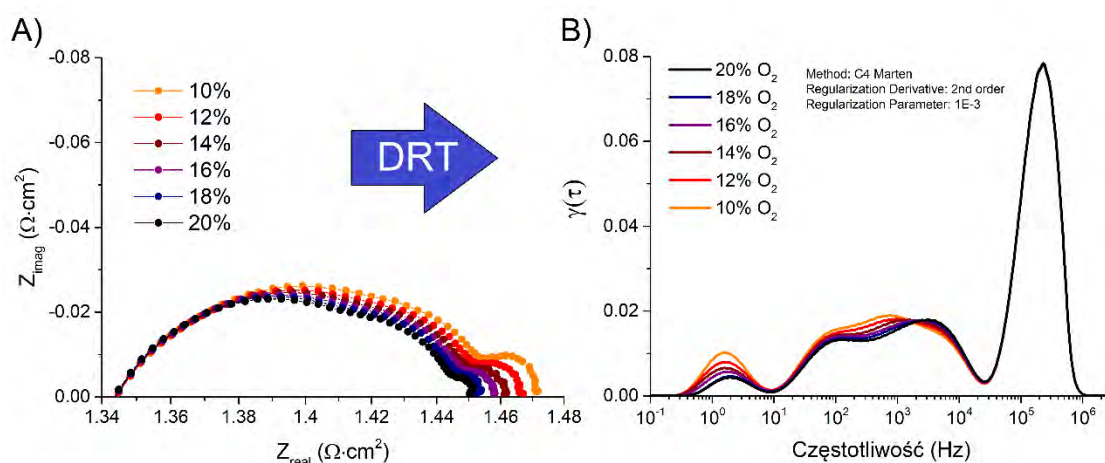 A)
-0.08
-0.06
-0.04
-0.02
0.00
Z_imag (Ω·cm²)
10%
12%
14%
16%
18%
20%
DRT
1.34 1.36 1.38 1.4 1.42 1.44 1.46 1.48
Z_real (Ω·cm²)
B)
0.08
0.06
0.04
0.02
0.00
γ(τ)
20% O₂
18% O₂
16% O₂
14% O₂
12% O₂
10% O₂
Method: C4 Marten
Regularization Derivative: 2nd order
Regularization Parameter: 1E-3
10⁻¹ 10⁰ 10¹ 10² 10³ 10⁴ 10⁵ 10⁶
Częstotliwość (Hz)